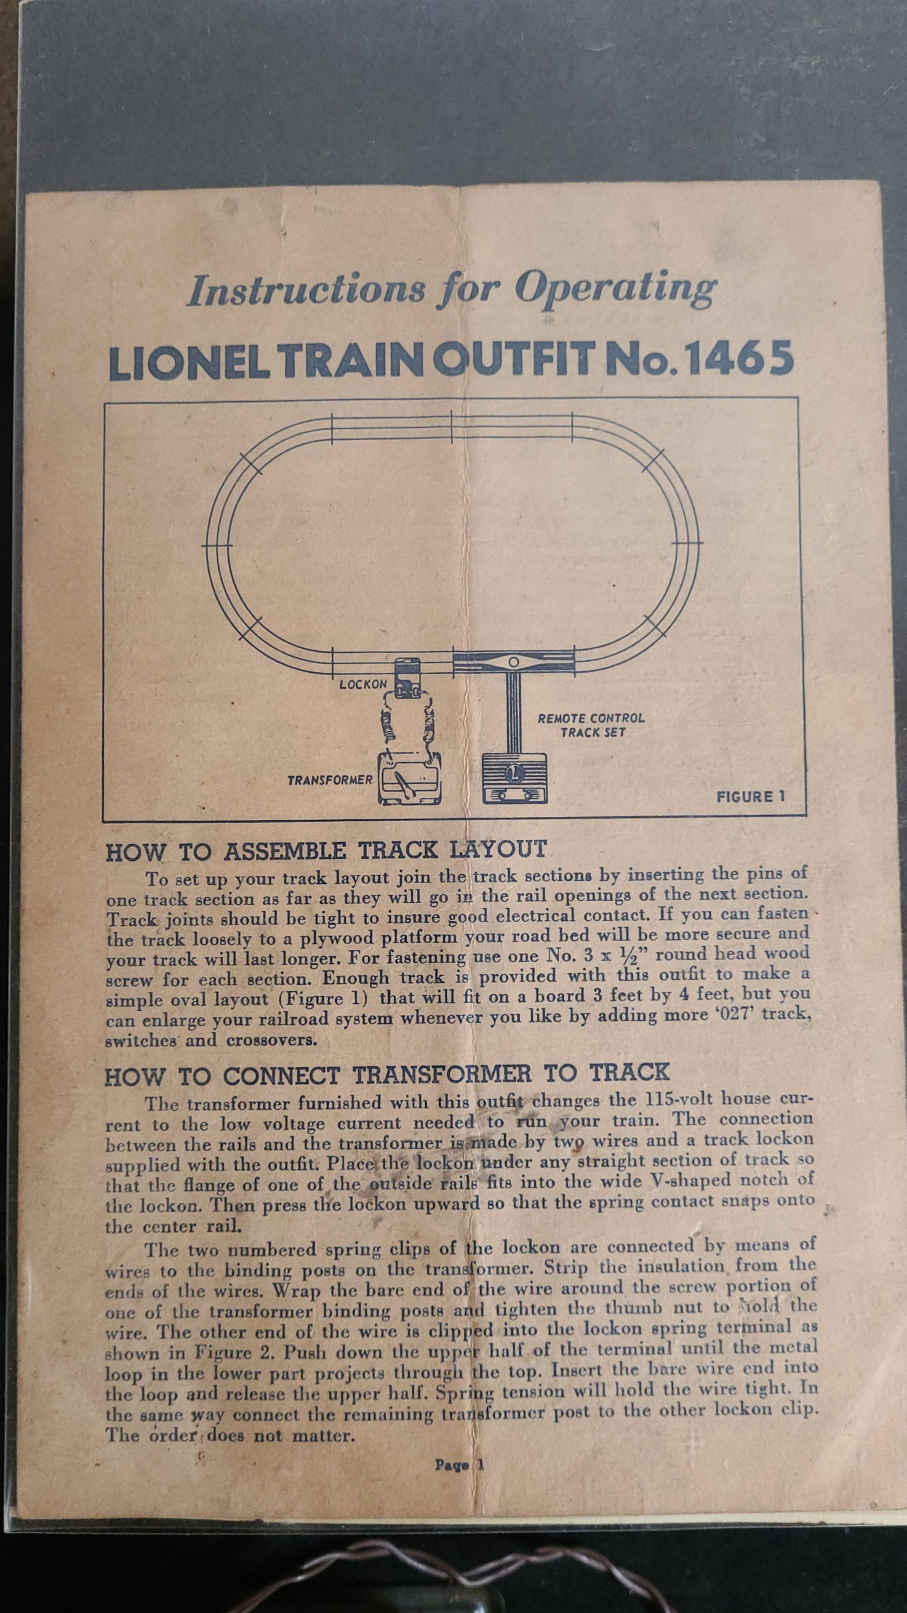 Instructions for Operating
LIONEL TRAIN OUTFIT No. 1465
LOCKON
REMOTE CONTROL
TRACK SET
TRANSFORMER
L
FIGURE 1
HOW TO ASSEMBLE TRACK LAYOUT
To set up your track layout join the track sections by inserting the pins of
one track section as far as they will go in the rail openings of the next section.
Track joints should be tight to insure good electrical contact. If you can fasten
the track loosely to a plywood platform your road bed will be more secure and
your track will last longer. For fastening use one No. 3 x ½” round head wood
screw for each section. Enough track is provided with this outfit to make a
simple oval layout (Figure 1) that will fit on a board 3 feet by 4 feet, but you
can enlarge your railroad system whenever you like by adding more ‘027’ track,
switches and crossovers.
HOW TO CONNECT TRANSFORMER TO TRACK
The transformer furnished with this outfit changes the 115-volt house cur-
rent to the low voltage current needed to run your train. The connection
between the rails and the transformer is made by two wires and a track lockon
supplied with the outfit. Place the lockon under any straight section of track so
that the flange of one of the outside rails fits into the wide V-shaped notch of
the lockon. Then press the lockon upward so that the spring contact snaps onto
the center rail.
The two numbered spring clips of the lockon are connected by means of
wires to the binding posts on the transformer. Strip the insulation from the
ends of the wires. Wrap the bare end of the wire around the screw portion of
one of the transformer binding posts and tighten the thumb nut to hold the
wire. The other end of the wire is clipped into the lockon spring terminal as
shown in Figure 2. Push down the upper half of the terminal until the metal
loop in the lower part projects through the top. Insert the bare wire end into
the loop and release the upper half. Spring tension will hold the wire tight. In
the same way connect the remaining transformer post to the other lockon clip.
The order does not matter.
Page 1